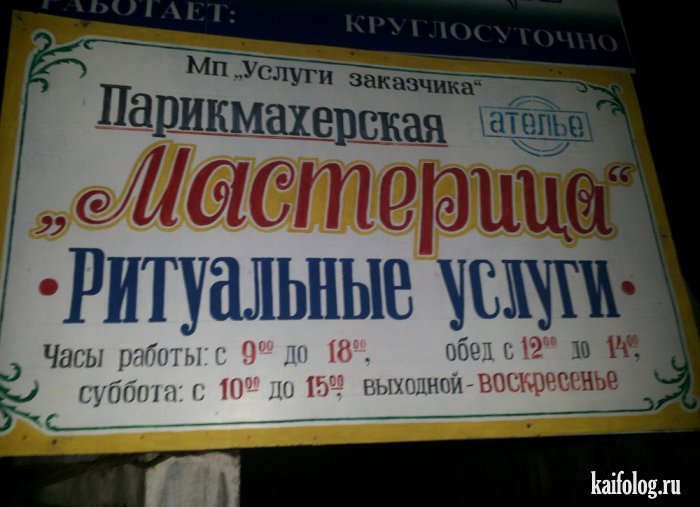 РАБОТАЕТ: КРУГЛОСУТОЧНО
Мп „Услуги заказчика“
Парикмахерская
ателье
„Мастерица“
• Ритуальные услуги •
Часы работы: с 9⁰⁰ до 18⁰⁰, обед с 12⁰⁰ до 14⁰⁰,
суббота: с 10⁰⁰ до 15⁰⁰, выходной - воскресенье
kaifolog.ru